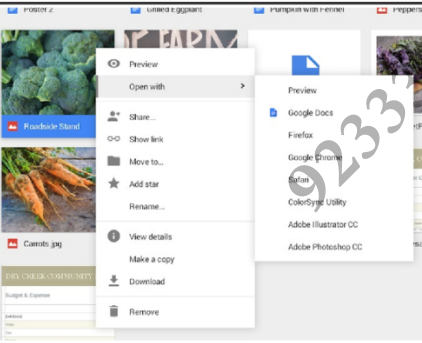 Poster 2
Grilled Eggplant
Pumpkin with Fennel
Peppers
Preview
Open with
Share...
Show link
Move to...
Add star
Rename...
View details
Make a copy
Download
Remove
Preview
Google Docs
Firefox
Google Chrome
Safari
ColorSync Utility
Adobe Illustrator CC
Adobe Photoshop CC
Roadside Stand
Carrots.jpg
DRY CREEK COMMUNITY
Budget & Expense
9233